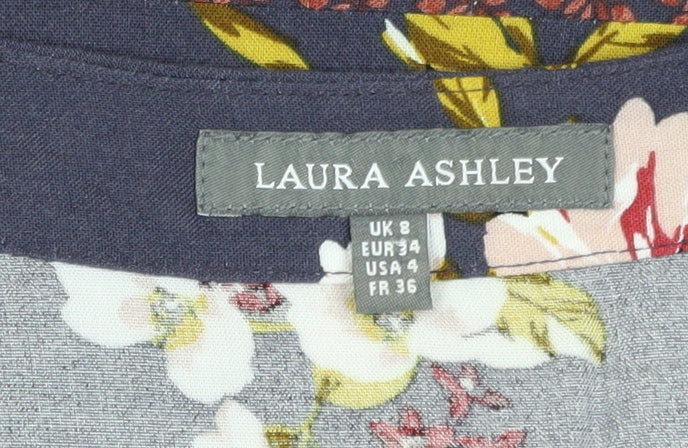 LAURA ASHLEY
UK 8
EUR 34
USA 4
FR 36